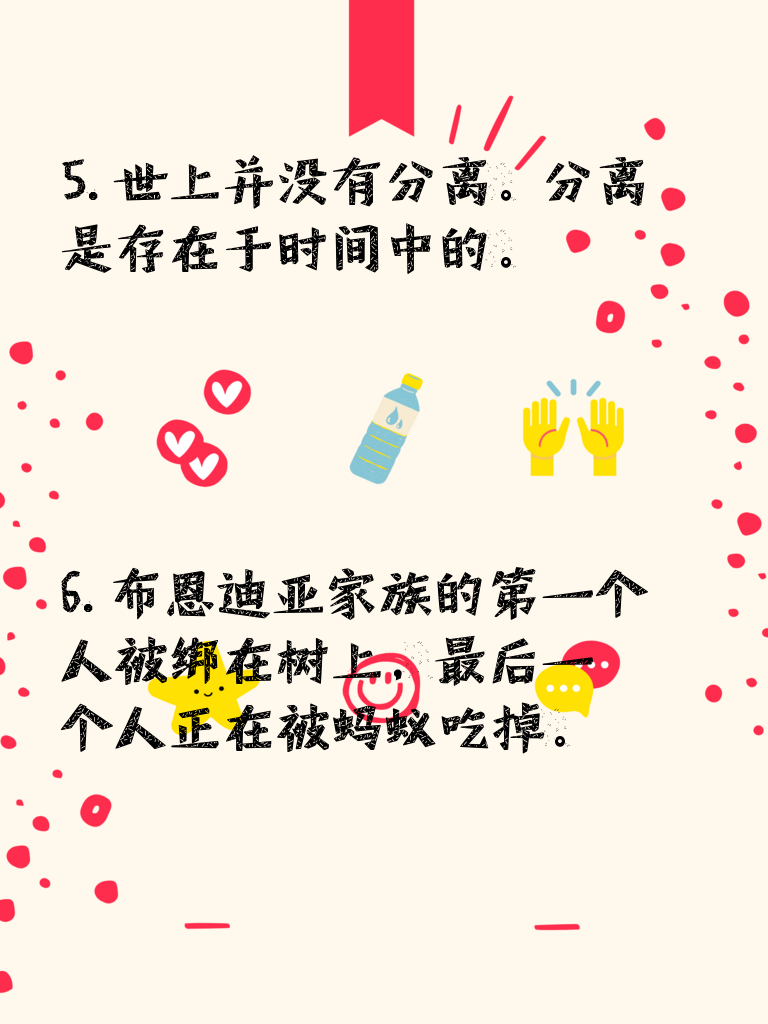 5. 世上并没有分离。分离
是存在于时间中的。
6. 布恩迪亚家族的第一个
人被绑在树上，最后一
个人正在被蚂蚁吃掉。